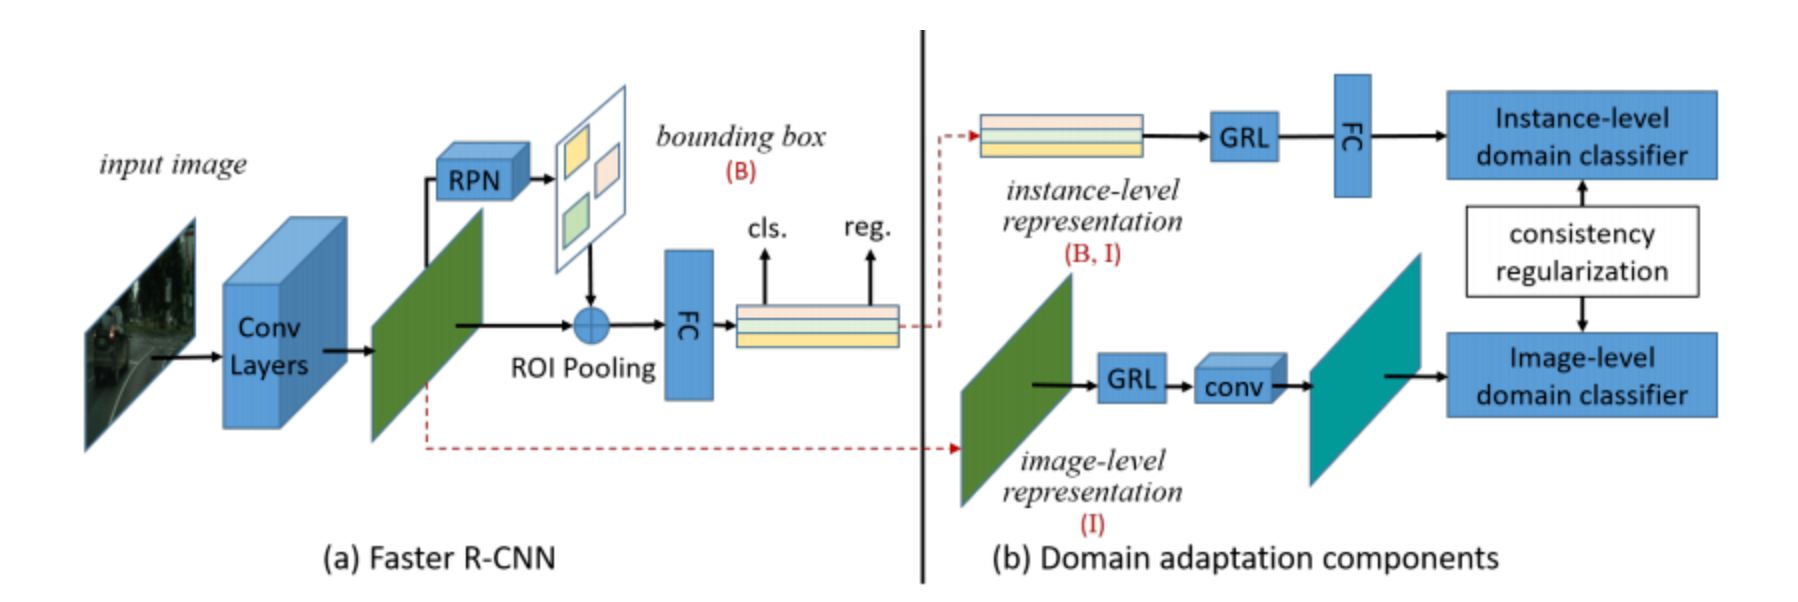 input image
Conv
Layers
RPN
bounding box
(B)
ROI Pooling
FC
cls.
reg.
(a) Faster R-CNN
instance-level
representation
(B, I)
GRL
FC
Instance-level
domain classifier
consistency
regularization
image-level
representation
(I)
GRL
conv
Image-level
domain classifier
(b) Domain adaptation components